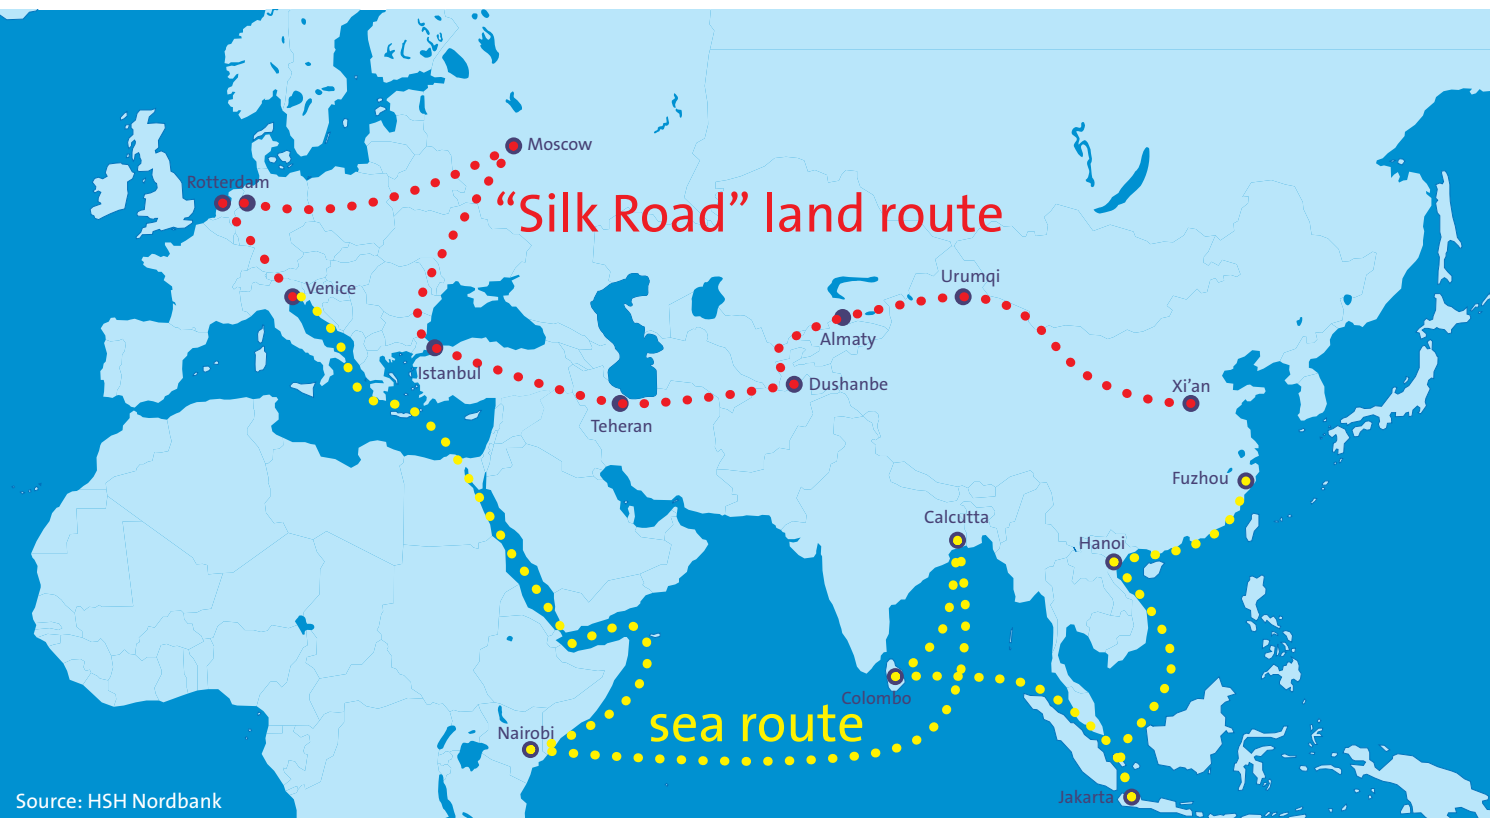 Moscow
Rotterdam
“Silk Road” land route
Urumqi
Venice
Almaty
Istanbul
Dushanbe
Xi’an
Teheran
Fuzhou
Calcutta
Hanoi
Colombo
sea route
Nairobi
Jakarta
Source: HSH Nordbank